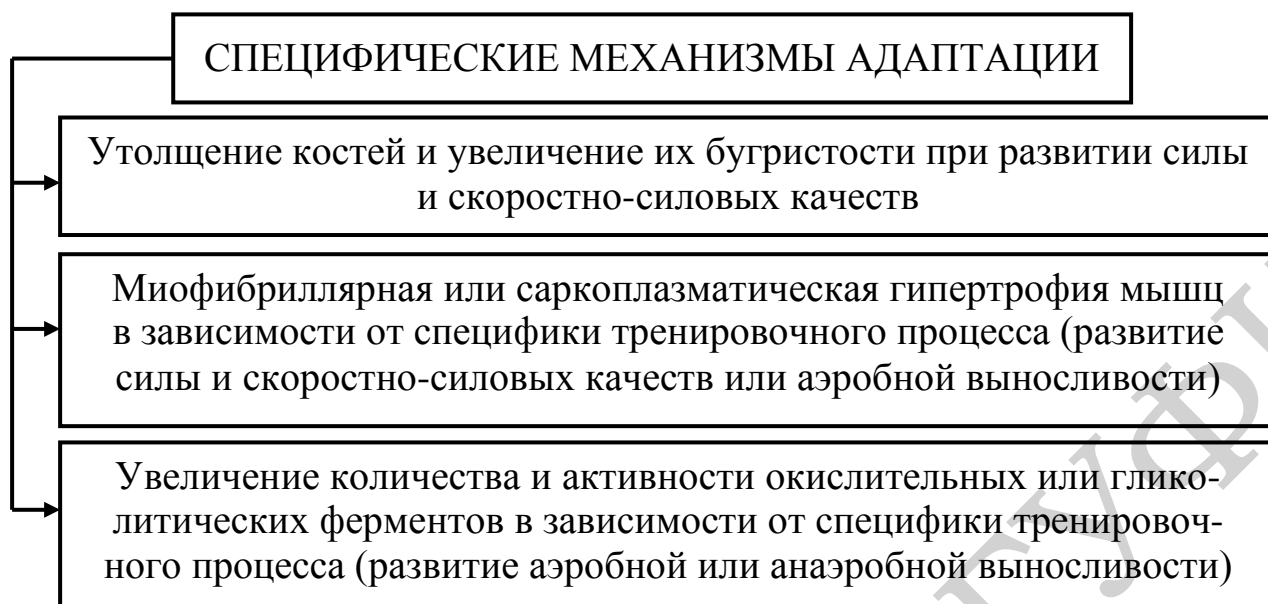 СПЕЦИФИЧЕСКИЕ МЕХАНИЗМЫ АДАПТАЦИИ
Утолщение костей и увеличение их бугристости при развитии силы
и скоростно-силовых качеств
Миофибриллярная или саркоплазматическая гипертрофия мышц
в зависимости от специфики тренировочного процесса (развитие
силы и скоростно-силовых качеств или аэробной выносливости)
Увеличение количества и активности окислительных или глико-
литических ферментов в зависимости от специфики тренировоч-
ного процесса (развитие аэробной или анаэробной выносливости)